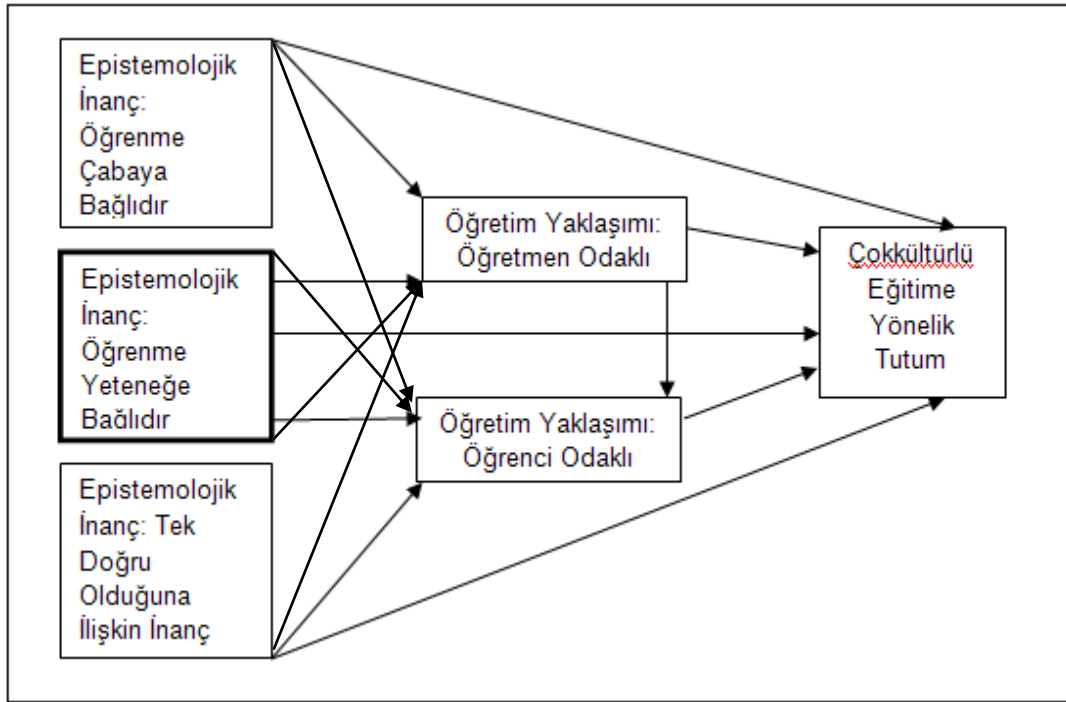 Epistemolojik
İnanç:
Öğrenme
Çabaya
Bağlıdır
Epistemolojik
İnanç:
Öğrenme
Yeteneğe
Bağlıdır
Epistemolojik
İnanç: Tek
Doğru
Olduğuna
İlişkin İnanç
Öğretim Yaklaşımı:
Öğretmen Odaklı
Öğretim Yaklaşımı:
Öğrenci Odaklı
Çokkültürlü
Eğitime
Yönelik
Tutum